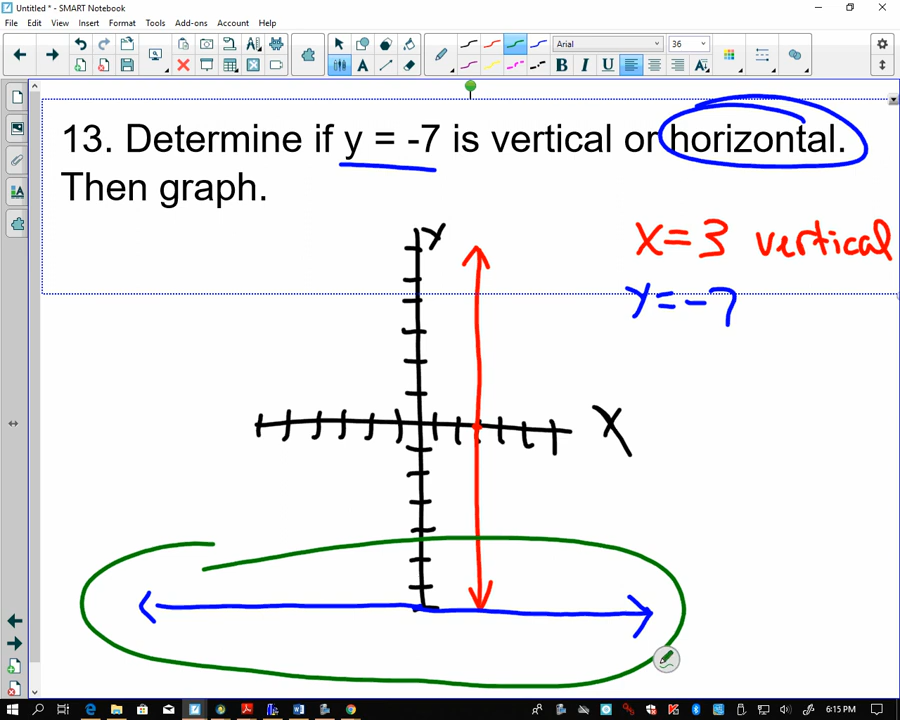 Untitled * - SMART Notebook
File Edit View Insert Format Tools Add-ons Account Help
Arial 36
B I U
13. Determine if y = -7 is vertical or horizontal.
Then graph.
y
x=3 vertical
y=-7
x
6:15 PM